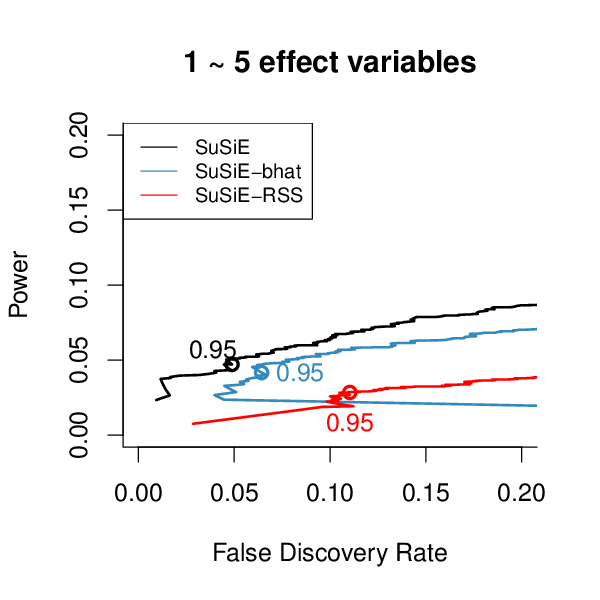 1 ~ 5 effect variables
SuSiE
SuSiE−bhat
SuSiE−RSS
Power
0.20
0.15
0.10
0.05
0.00
0.95
0.95
0.95
0.00 0.05 0.10 0.15 0.20
False Discovery Rate